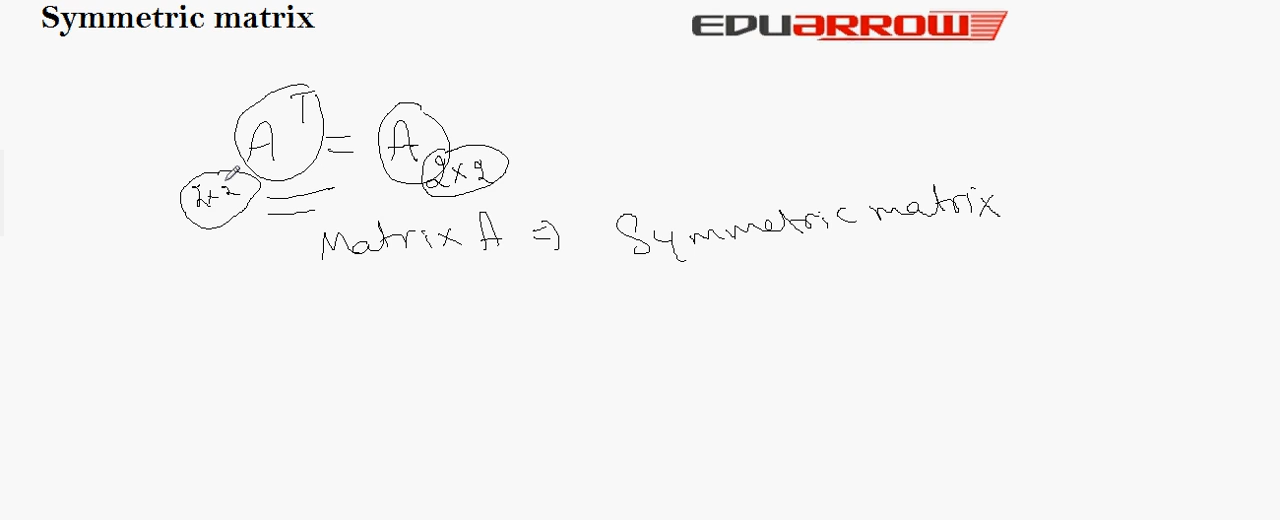 Symmetric matrix
EDUARROW
A^T = A 2×2
2×2
Matrix A ⇒ Symmetric matrix